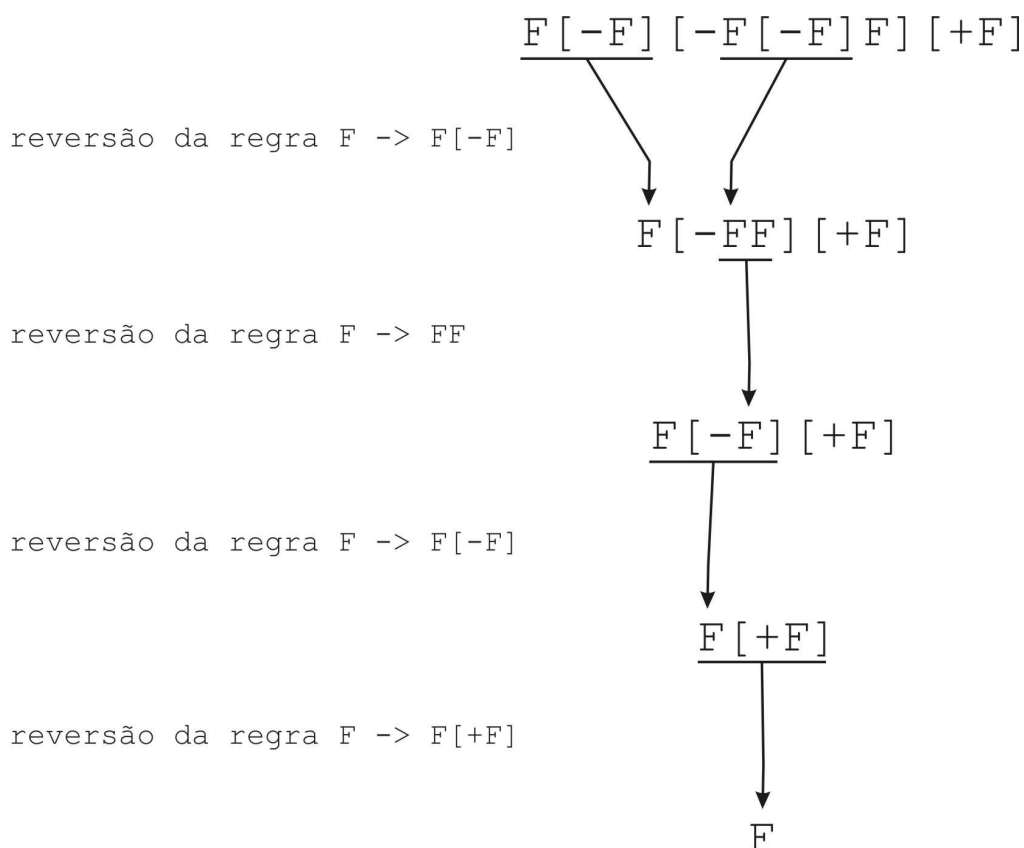 F[-F][-F[-F]F][+F]
reversão da regra F -> F[-F]
F[-FF][+F]
reversão da regra F -> FF
F[-F][+F]
reversão da regra F -> F[-F]
F[+F]
reversão da regra F -> F[+F]
F